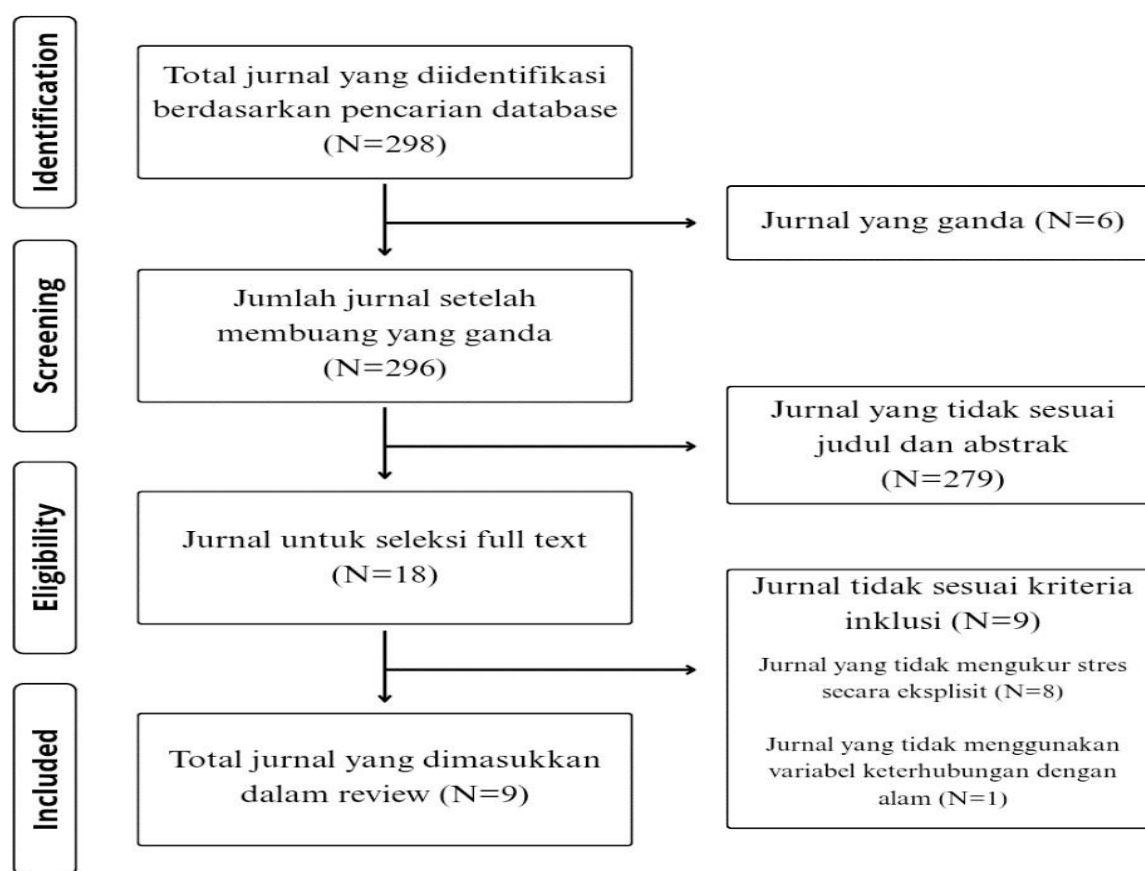 Identification
Total jurnal yang diidentifikasi
berdasarkan pencarian database
(N=298)
Jurnal yang ganda (N=6)
Screening
Jumlah jurnal setelah
membuang yang ganda
(N=296)
Jurnal yang tidak sesuai
judul dan abstrak
(N=279)
Eligibility
Jurnal untuk seleksi full text
(N=18)
Jurnal tidak sesuai kriteria
inklusi (N=9)
Jurnal yang tidak mengukur stres
secara eksplisit (N=8)
Jurnal yang tidak menggunakan
variabel keterhubungan dengan
alam (N=1)
Included
Total jurnal yang dimasukkan
dalam review (N=9)